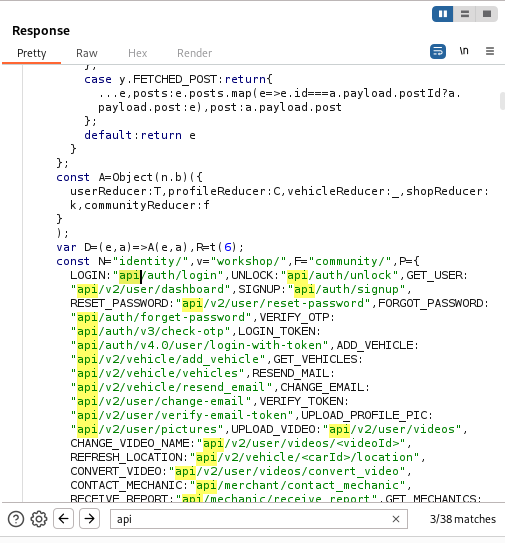 Response
Pretty Raw Hex Render \n
};
case y.FETCHED_POST:return{
...e,posts:e.posts.map(e=>e.id===a.payload.postId?a.
payload.post:e),post:a.payload.post
};
default:return e
}
};
const A=Object(n.b)({
userReducer:T,profileReducer:C,vehicleReducer:_,shopReducer:
k,communityReducer:f
}
);
var D=(e,a)=>A(e,a),R=t(6);
const N="identity/",v="workshop/",F="community/",P={
LOGIN:"api/auth/login",UNLOCK:"api/auth/unlock",GET_USER:
"api/v2/user/dashboard",SIGNUP:"api/auth/signup",
RESET_PASSWORD:"api/v2/user/reset-password",FORGOT_PASSWORD:
"api/auth/forget-password",VERIFY_OTP:
"api/auth/v3/check-otp",LOGIN_TOKEN:
"api/auth/v4.0/user/login-with-token",ADD_VEHICLE:
"api/v2/vehicle/add_vehicle",GET_VEHICLES:
"api/v2/vehicle/vehicles",RESEND_MAIL:
"api/v2/vehicle/resend_email",CHANGE_EMAIL:
"api/v2/user/change-email",VERIFY_TOKEN:
"api/v2/user/verify-email-token",UPLOAD_PROFILE_PIC:
"api/v2/user/pictures",UPLOAD_VIDEO:"api/v2/user/videos",
CHANGE_VIDEO_NAME:"api/v2/user/videos/<videoId>",
REFRESH_LOCATION:"api/v2/vehicle/<carId>/location",
CONVERT_VIDEO:"api/v2/user/videos/convert_video",
CONTACT_MECHANIC:"api/merchant/contact_mechanic",
RECEIVE_REPORT:"api/mechanic/receive_report",GET_MECHANICS:
api 3/38 matches